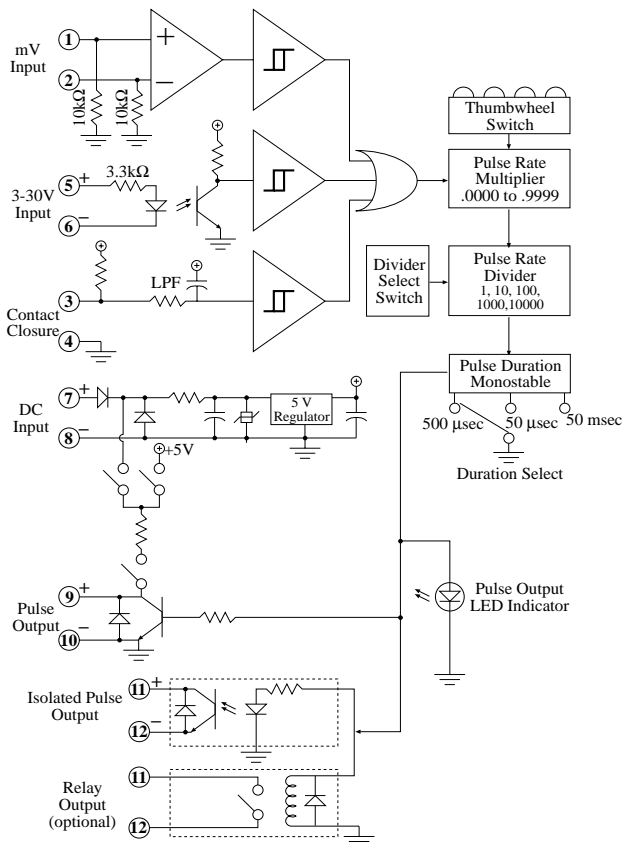 1
mV
Input
2
+
−
10kΩ
10kΩ
Thumbwheel
Switch
Pulse Rate
Multiplier
.0000 to .9999
5
+
3.3kΩ
3-30V
Input
6
−
+
Divider
Select
Switch
Pulse Rate
Divider
1, 10, 100,
1000,10000
+
+
LPF
3
Contact
Closure
4
Pulse Duration
Monostable
500 µsec
50 µsec
50 msec
Duration Select
7
+
DC
Input
8
−
5 V
Regulator
+
+
+5V
9
+
Pulse
Output
10
−
Pulse Output
LED Indicator
11
+
Isolated Pulse
Output
12
−
11
Relay
Output
(optional)
12